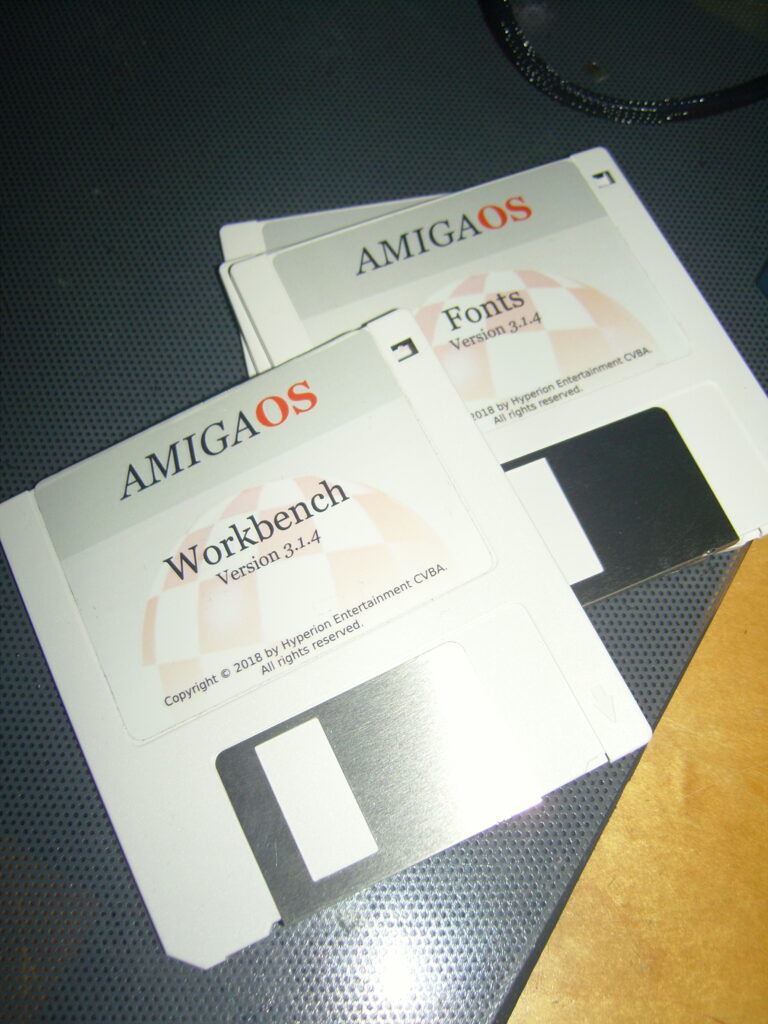 AMIGAOS
Fonts
Version 3.1.4
2018 by Hyperion Entertainment CVBA.
All rights reserved.
AMIGAOS
Workbench
Version 3.1.4
Copyright © 2018 by Hyperion Entertainment CVBA.
All rights reserved.